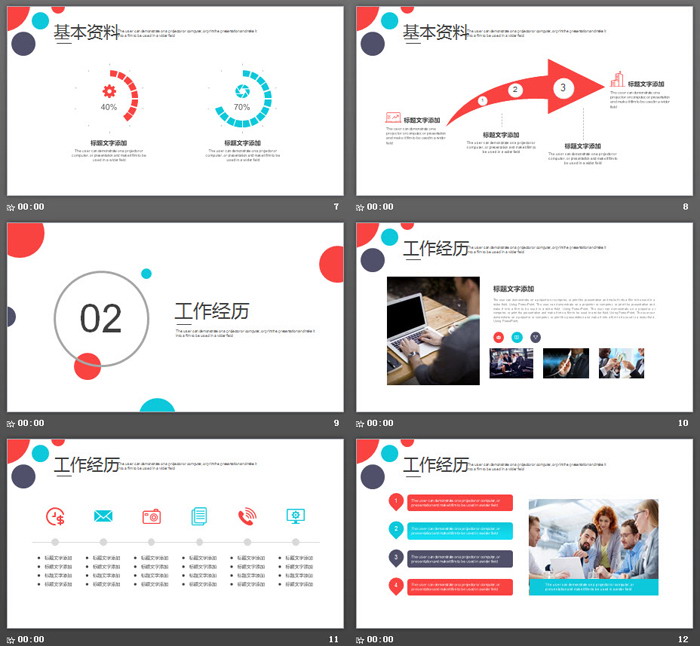 基本资料
The user can demonstrate on a projector or computer, or print the presentation and make it
into a film to be used in a wider field
40%
70%
标题文字添加
标题文字添加
The user can demonstrate on a projector or
computer, or presentation and make it film to be
used in a wider field
The user can demonstrate on a projector or
computer, or presentation and make it film to be
used in a wider field
00:00
7
基本资料
The user can demonstrate on a projector or computer, or print the presentation and make it
into a film to be used in a wider field
1
2
3
标题文字添加
The user can demonstrate on a
projector or computer, or presentation
and make it film to be used in a wider
field
标题文字添加
The user can demonstrate on a projector or
computer, or presentation and make it film to
be used in a wider field
标题文字添加
The user can demonstrate on a projector or
computer, or presentation and make it film to
be used in a wider field
标题文字添加
The user can demonstrate on a
projector or computer, or presentation
and make it film to be used in a wider
field
00:00
8
02
工作经历
The user can demonstrate on a projector or computer, or print the presentation and make
it into a film to be used in a wider field
00:00
9
工作经历
The user can demonstrate on a projector or computer, or print the presentation and make it
into a film to be used in a wider field
标题文字添加
00:00
10
工作经历
The user can demonstrate on a projector or computer, or print the presentation and make it
into a film to be used in a wider field
标题文字添加 标题文字添加 标题文字添加 标题文字添加 标题文字添加 标题文字添加
标题文字添加 标题文字添加 标题文字添加 标题文字添加 标题文字添加 标题文字添加
标题文字添加 标题文字添加 标题文字添加 标题文字添加 标题文字添加 标题文字添加
标题文字添加 标题文字添加 标题文字添加 标题文字添加 标题文字添加 标题文字添加
00:00
11
工作经历
The user can demonstrate on a projector or computer, or print the presentation and make it
into a film to be used in a wider field
1
The user can demonstrate on a projector or computer, or
presentation and make it film to be used in a wider field
2
The user can demonstrate on a projector or computer, or
presentation and make it film to be used in a wider field
3
The user can demonstrate on a projector or computer, or
presentation and make it film to be used in a wider field
4
The user can demonstrate on a projector or computer, or
presentation and make it film to be used in a wider field
The user can demonstrate on a projector or computer, or
presentation and make it film to be used in a wider field
00:00
12